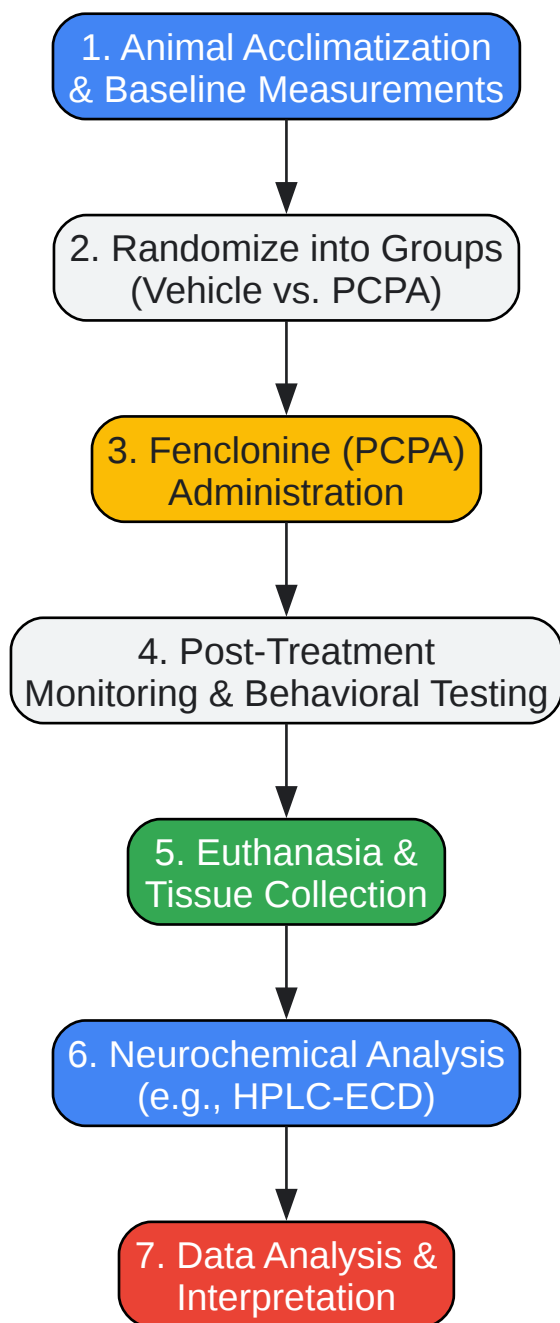 1. Animal Acclimatization
& Baseline Measurements
2. Randomize into Groups
(Vehicle vs. PCPA)
3. Fenclonine (PCPA)
Administration
4. Post-Treatment
Monitoring & Behavioral Testing
5. Euthanasia &
Tissue Collection
6. Neurochemical Analysis
(e.g., HPLC-ECD)
7. Data Analysis &
Interpretation